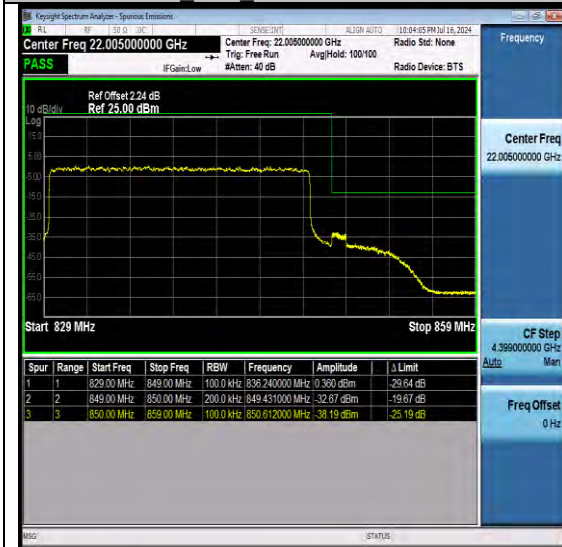 Keysight Spectrum Analyzer - Spurious Emissions
RL RF 50 Ω DC SENSE:INT ALIGN AUTO 10:04:05 PM Jul 16, 2024
Center Freq 22.005000000 GHz Center Freq: 22.005000000 GHz Radio Std: None Frequency
PASS Trig: Free Run Avg|Hold: 100/100
IFGain:Low #Atten: 40 dB Radio Device: BTS
Ref Offset 2.24 dB
10 dB/div Ref 25.00 dBm
Log
15.0
5.00
-5.00
-15.0
-25.0
-35.0
-45.0
-55.0
-65.0
Center Freq
22.005000000 GHz
Start 829 MHz Stop 859 MHz
CF Step
4.399000000 GHz
Auto Man
Spur Range Start Freq Stop Freq RBW Frequency Amplitude Δ Limit
1 1 829.00 MHz 849.00 MHz 100.0 kHz 836.240000 MHz 0.360 dBm -29.64 dB
2 2 849.00 MHz 850.00 MHz 200.0 kHz 849.431000 MHz -32.67 dBm -19.67 dB
3 3 850.00 MHz 859.00 MHz 100.0 kHz 850.612000 MHz -38.19 dBm -25.19 dB
Freq Offset
0 Hz
MSG STATUS